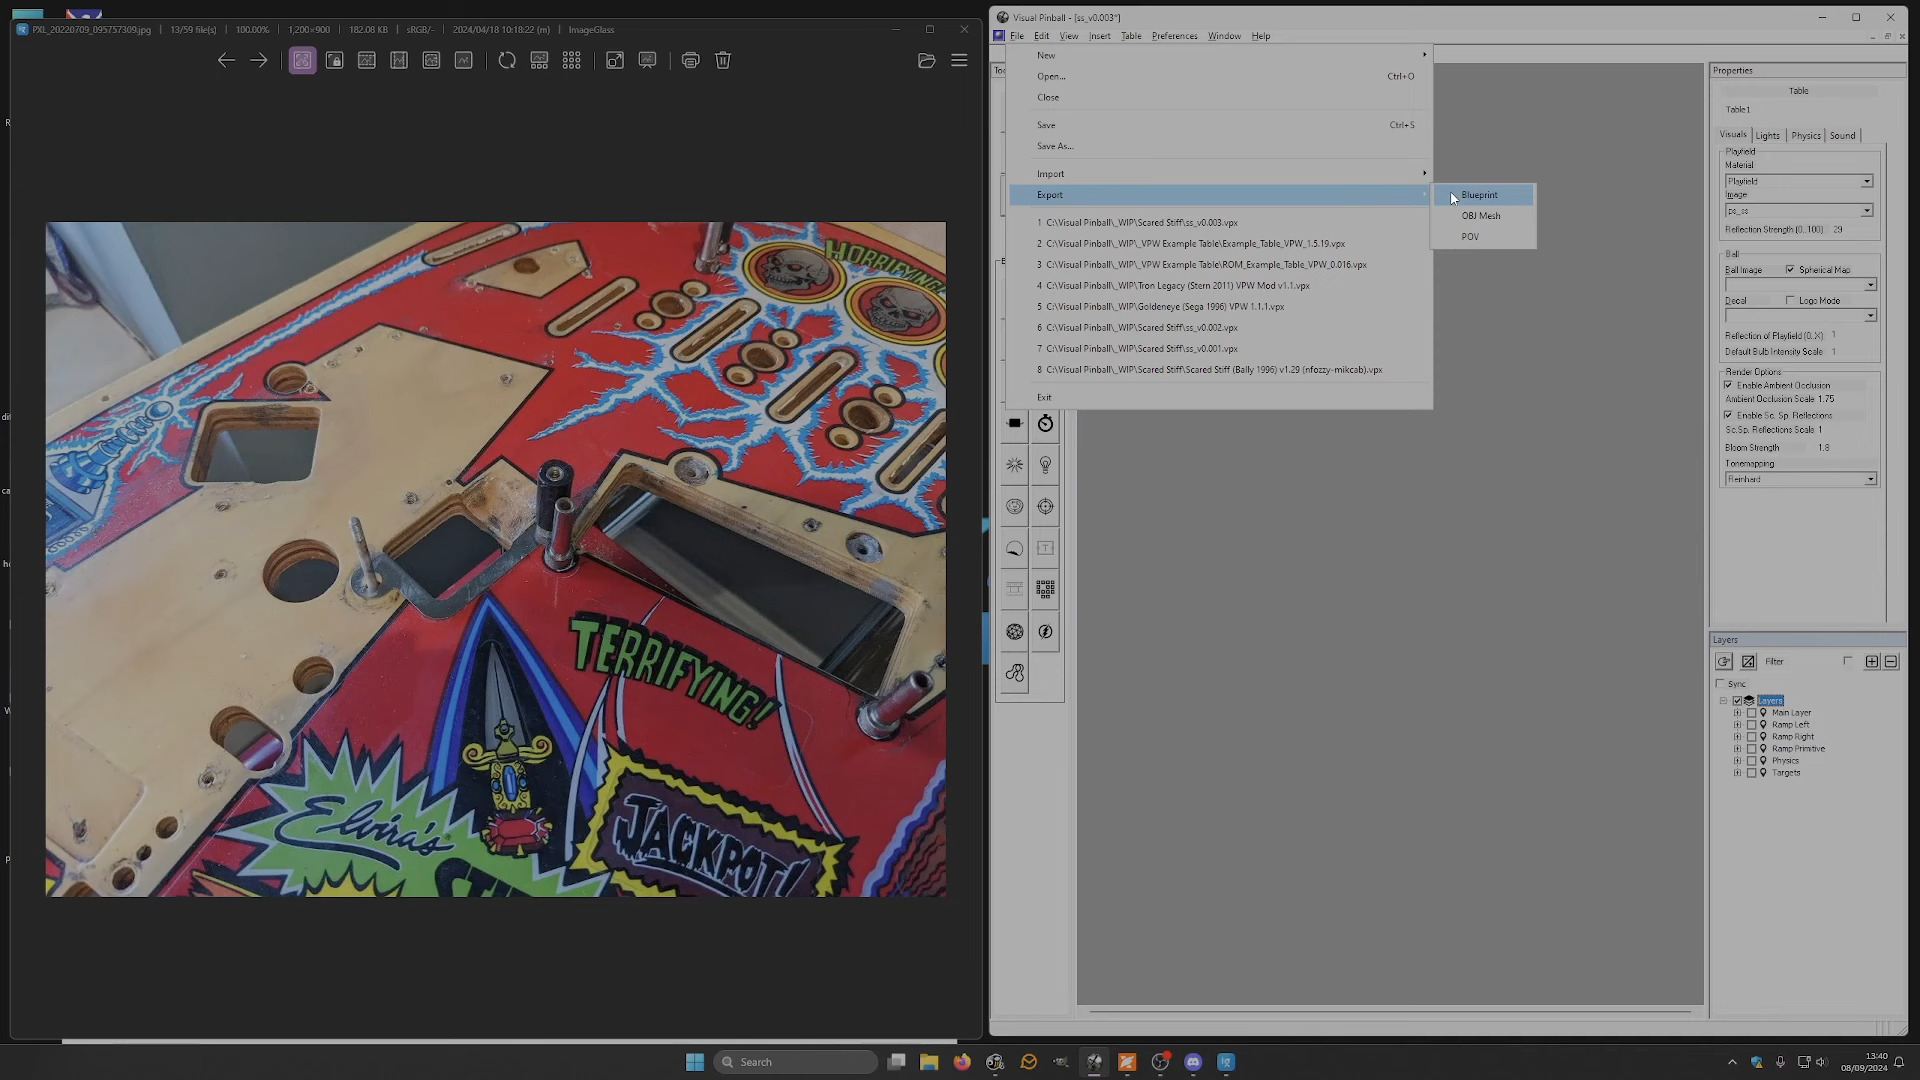 PXL_20220709_095757309.jpg | 13/59 file(s) | 100.00% | 1,200×900 | 182.08 KB | sRGB/- | 2024/04/18 10:18:22 (m) | ImageGlass
HORRIFYING!
TERRIFYING!
Elvira's
JACKPOT!
Visual Pinball - [ss_v0.003*]
File Edit View Insert Table Preferences Window Help
New
Open... Ctrl+O
Close
Save Ctrl+S
Save As...
Import
Export
Blueprint
OBJ Mesh
POV
1 C:\Visual Pinball\_WIP\Scared Stiff\ss_v0.003.vpx
2 C:\Visual Pinball\_WIP\_VPW Example Table\Example_Table_VPW_1.5.19.vpx
3 C:\Visual Pinball\_WIP\_VPW Example Table\ROM_Example_Table_VPW_0.016.vpx
4 C:\Visual Pinball\_WIP\Tron Legacy (Stern 2011) VPW Mod v1.1.vpx
5 C:\Visual Pinball\_WIP\Goldeneye (Sega 1996) VPW 1.1.1.vpx
6 C:\Visual Pinball\_WIP\Scared Stiff\ss_v0.002.vpx
7 C:\Visual Pinball\_WIP\Scared Stiff\ss_v0.001.vpx
8 C:\Visual Pinball\_WIP\Scared Stiff\Scared Stiff (Bally 1996) v1.29 (nfozzy-mikcab).vpx
Exit
Properties
Table
Table1
Visuals Lights Physics Sound
Playfield
Material
Playfield
Image
Reflection Strength (0..100) 29
Ball
Ball Image Spherical Map
Decal Logo Mode
Reflection of Playfield (0..X) 1
Default Bulb Intensity Scale 1
Render Options
Enable Ambient Occlusion
Ambient Occlusion Scale 1.75
Enable Sc. Sp. Reflections
Sc.Sp. Reflections Scale 1
Bloom Strength 1.8
Tonemapping
Reinhard
Layers
Filter
Sync
Layers
Main Layer
Ramp Left
Ramp Right
Ramp Primitive
Physics
Targets
Search
13:40
08/09/2024